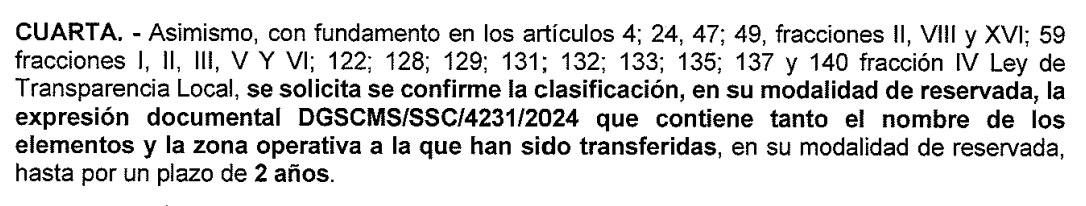 CUARTA. - Asimismo, con fundamento en los artículos 4; 24, 47; 49, fracciones II, VIII y XVI; 59
fracciones I, II, III, V Y VI; 122; 128; 129; 131; 132; 133; 135; 137 y 140 fracción IV Ley de
Transparencia Local, se solicita se confirme la clasificación, en su modalidad de reservada, la
expresión documental DGSCMS/SSC/4231/2024 que contiene tanto el nombre de los
elementos y la zona operativa a la que han sido transferidas, en su modalidad de reservada,
hasta por un plazo de 2 años.